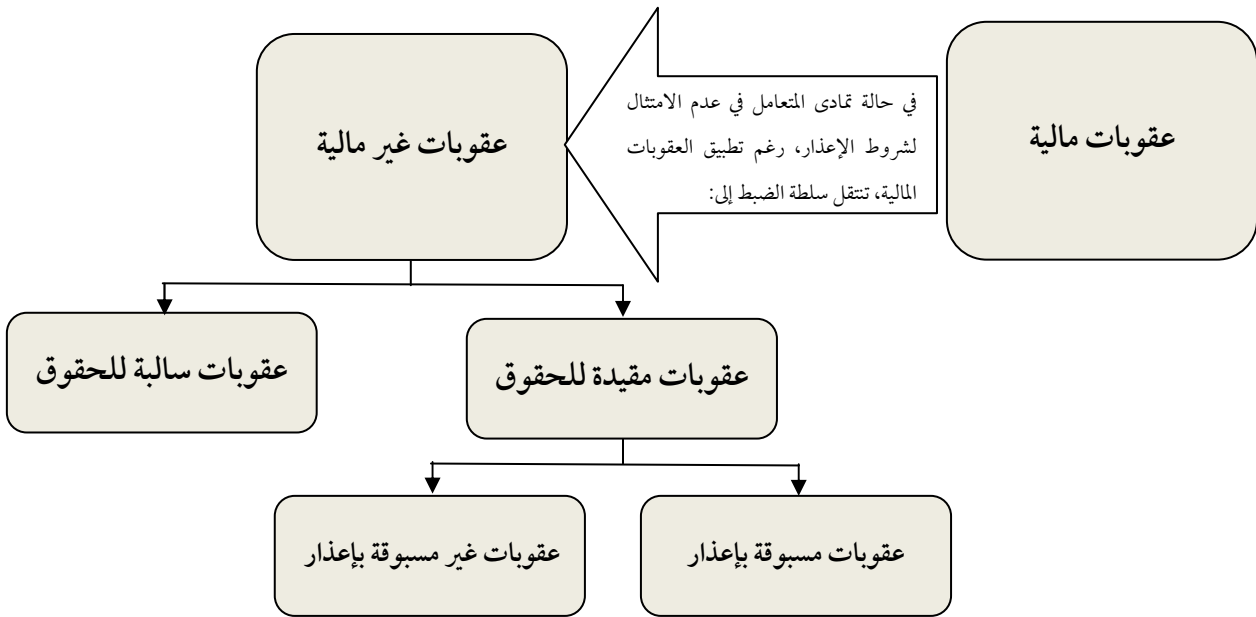 عقوبات مالية
في حالة تمادى المتعامل في عدم الامتثال
لشروط الإعذار، رغم تطبيق العقوبات
المالية، تنتقل سلطة الضبط إلى:
عقوبات غير مالية
عقوبات مقيدة للحقوق
عقوبات سالبة للحقوق
عقوبات مسبوقة بإعذار
عقوبات غير مسبوقة بإعذار